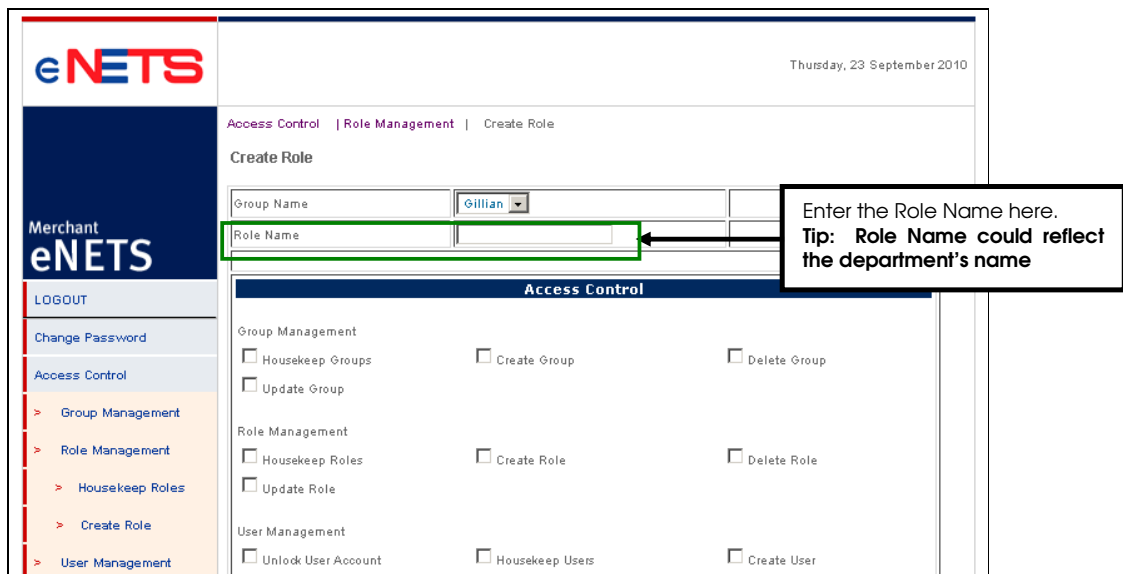 eNETS
Thursday, 23 September 2010
Access Control | Role Management | Create Role
Create Role
Group Name Gillian
Role Name
Enter the Role Name here.
Tip: Role Name could reflect
the department's name
Merchant
eNETS
LOGOUT
Change Password
Access Control
> Group Management
> Role Management
> Housekeep Roles
> Create Role
> User Management
Access Control
Group Management
Housekeep Groups Create Group Delete Group
Update Group
Role Management
Housekeep Roles Create Role Delete Role
Update Role
User Management
Unlock User Account Housekeep Users Create User